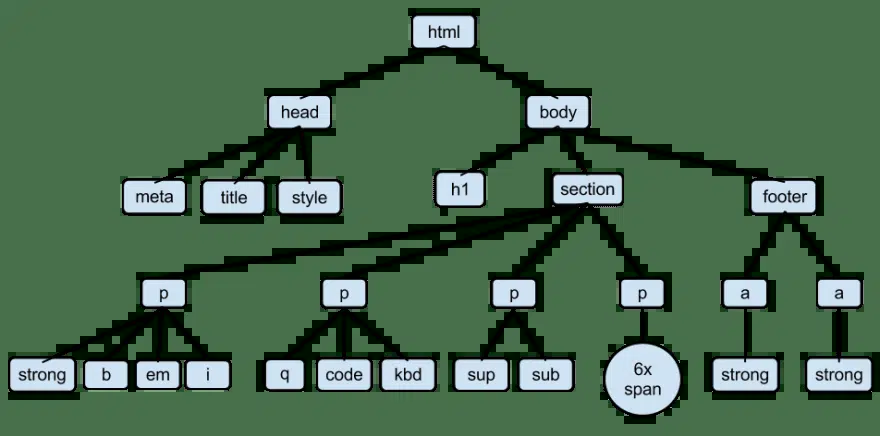 html
head
body
meta
title
style
h1
section
footer
p
p
p
p
a
a
strong
b
em
i
q
code
kbd
sup
sub
6x
span
strong
strong